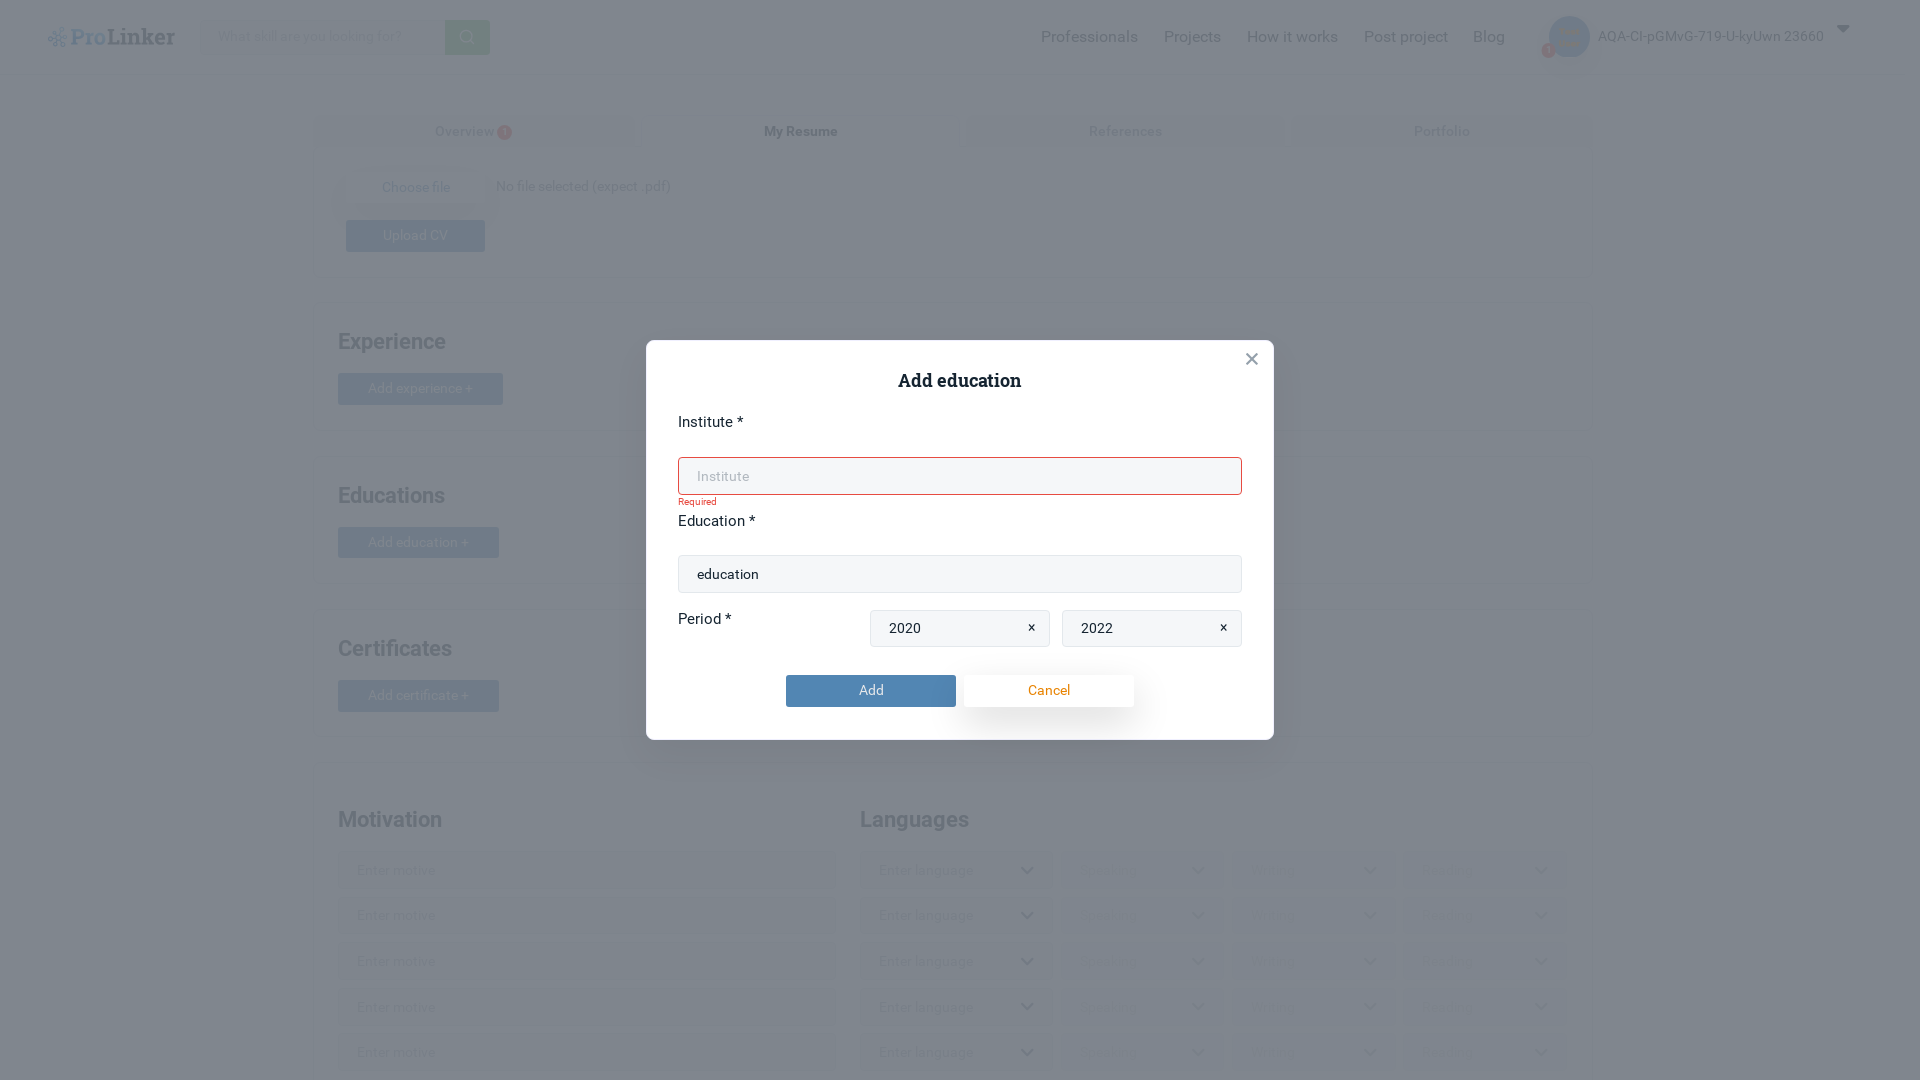 ProLinker
What skill are you looking for?
Professionals
Projects
How it works
Post project
Blog
1
AQA-CI-pGMvG-719-U-kyUwn 23660
Overview 1
My Resume
References
Portfolio
Choose file
No file selected (expect .pdf)
Upload CV
Experience
Add experience +
Educations
Add education +
Certificates
Add certificate +
Add education
Institute *
Institute
Required
Education *
education
Period *
2020 ×
2022 ×
Add
Cancel
Motivation
Languages
Enter motive
Enter language
Enter motive
Enter language
Enter motive
Enter language
Enter motive
Enter language
Enter motive
Enter language